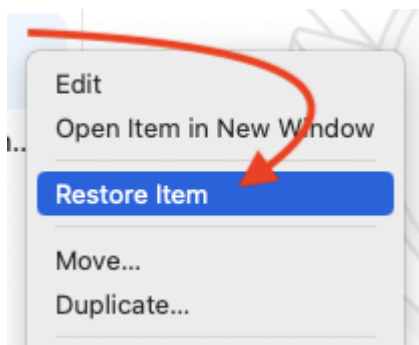 Edit
Open Item in New Window
Restore Item
Move...
Duplicate...